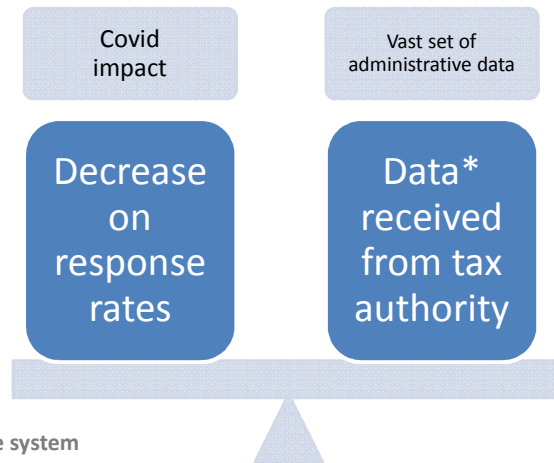 Covid
impact
Vast set of
administrative data
Decrease
on
response
rates
Data*
received
from tax
authority
e system